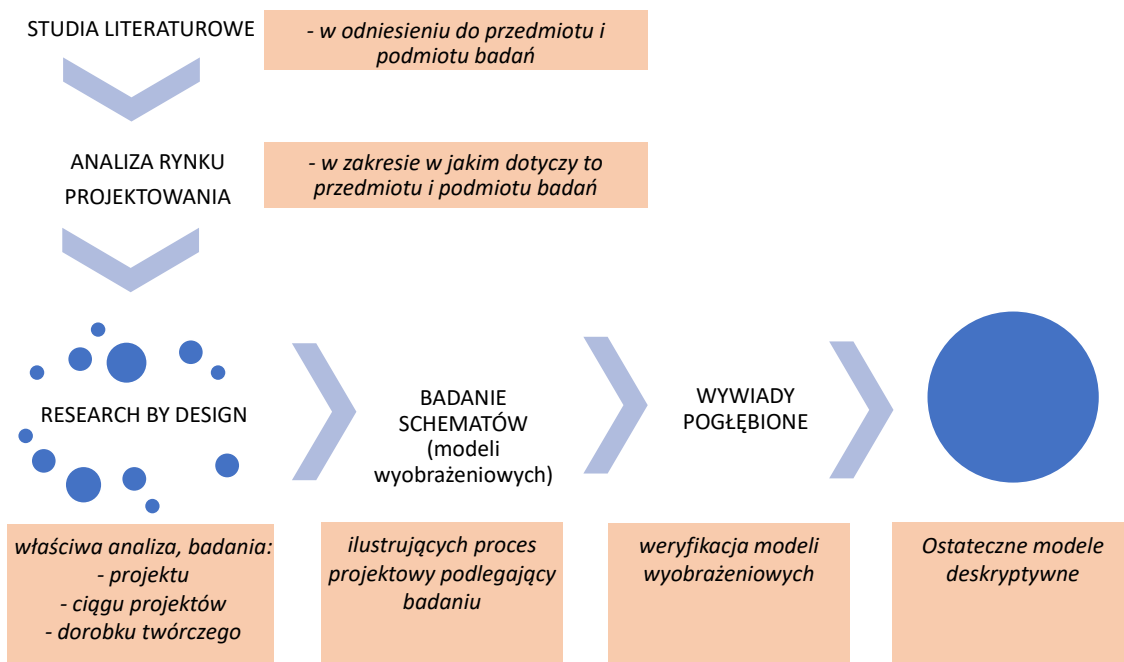 STUDIA LITERATUROWE
- w odniesieniu do przedmiotu i
podmiotu badań
ANALIZA RYNKU
PROJEKTOWANIA
- w zakresie w jakim dotyczy to
przedmiotu i podmiotu badań
RESEARCH BY DESIGN
BADANIE
SCHEMATÓW
(modeli
wyobrażeniowych)
WYWIADY
POGŁĘBIONE
właściwa analiza, badania:
- projektu
- ciągu projektów
- dorobku twórczego
ilustrujących proces
projektowy podlegający
badaniu
weryfikacja modeli
wyobrażeniowych
Ostateczne modele
deskryptywne